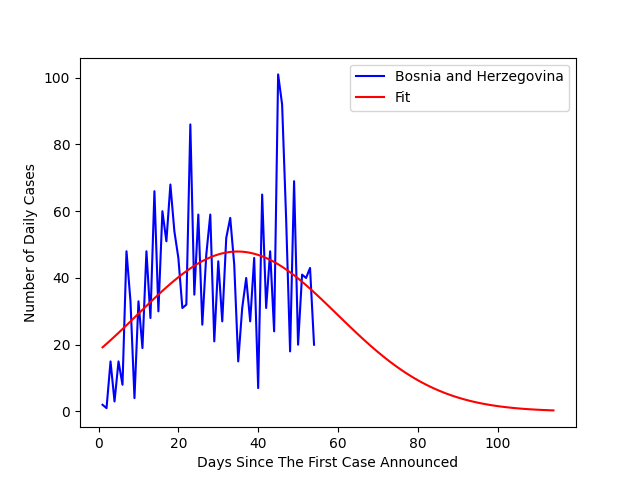 Bosnia and Herzegovina
Fit
100
80
60
40
20
0
Number of Daily Cases
0 20 40 60 80 100
Days Since The First Case Announced